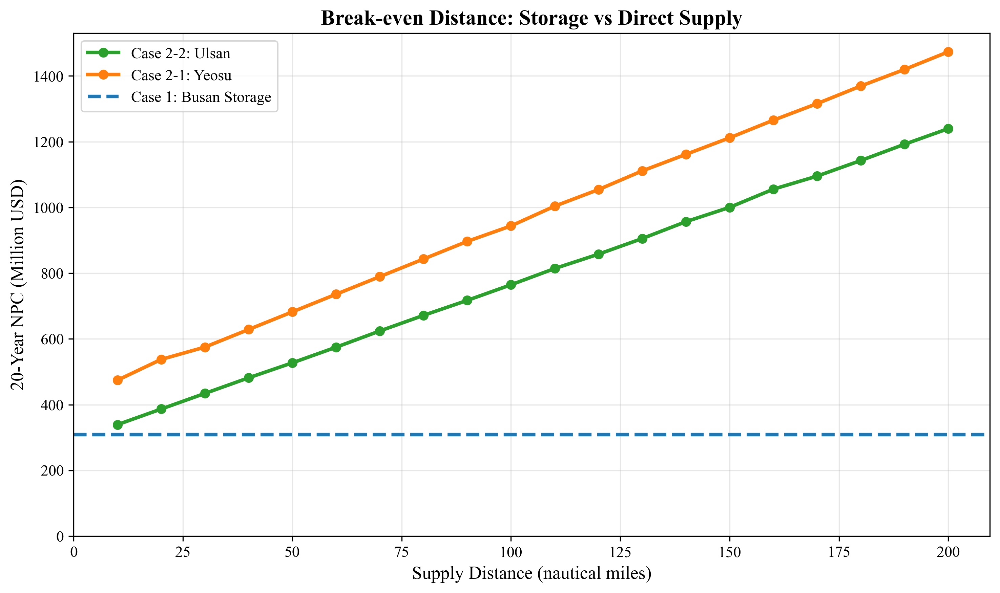 Break-even Distance: Storage vs Direct Supply
Case 2-2: Ulsan
Case 2-1: Yeosu
Case 1: Busan Storage
20-Year NPC (Million USD)
1400
1200
1000
800
600
400
200
0
0 25 50 75 100 125 150 175 200
Supply Distance (nautical miles)